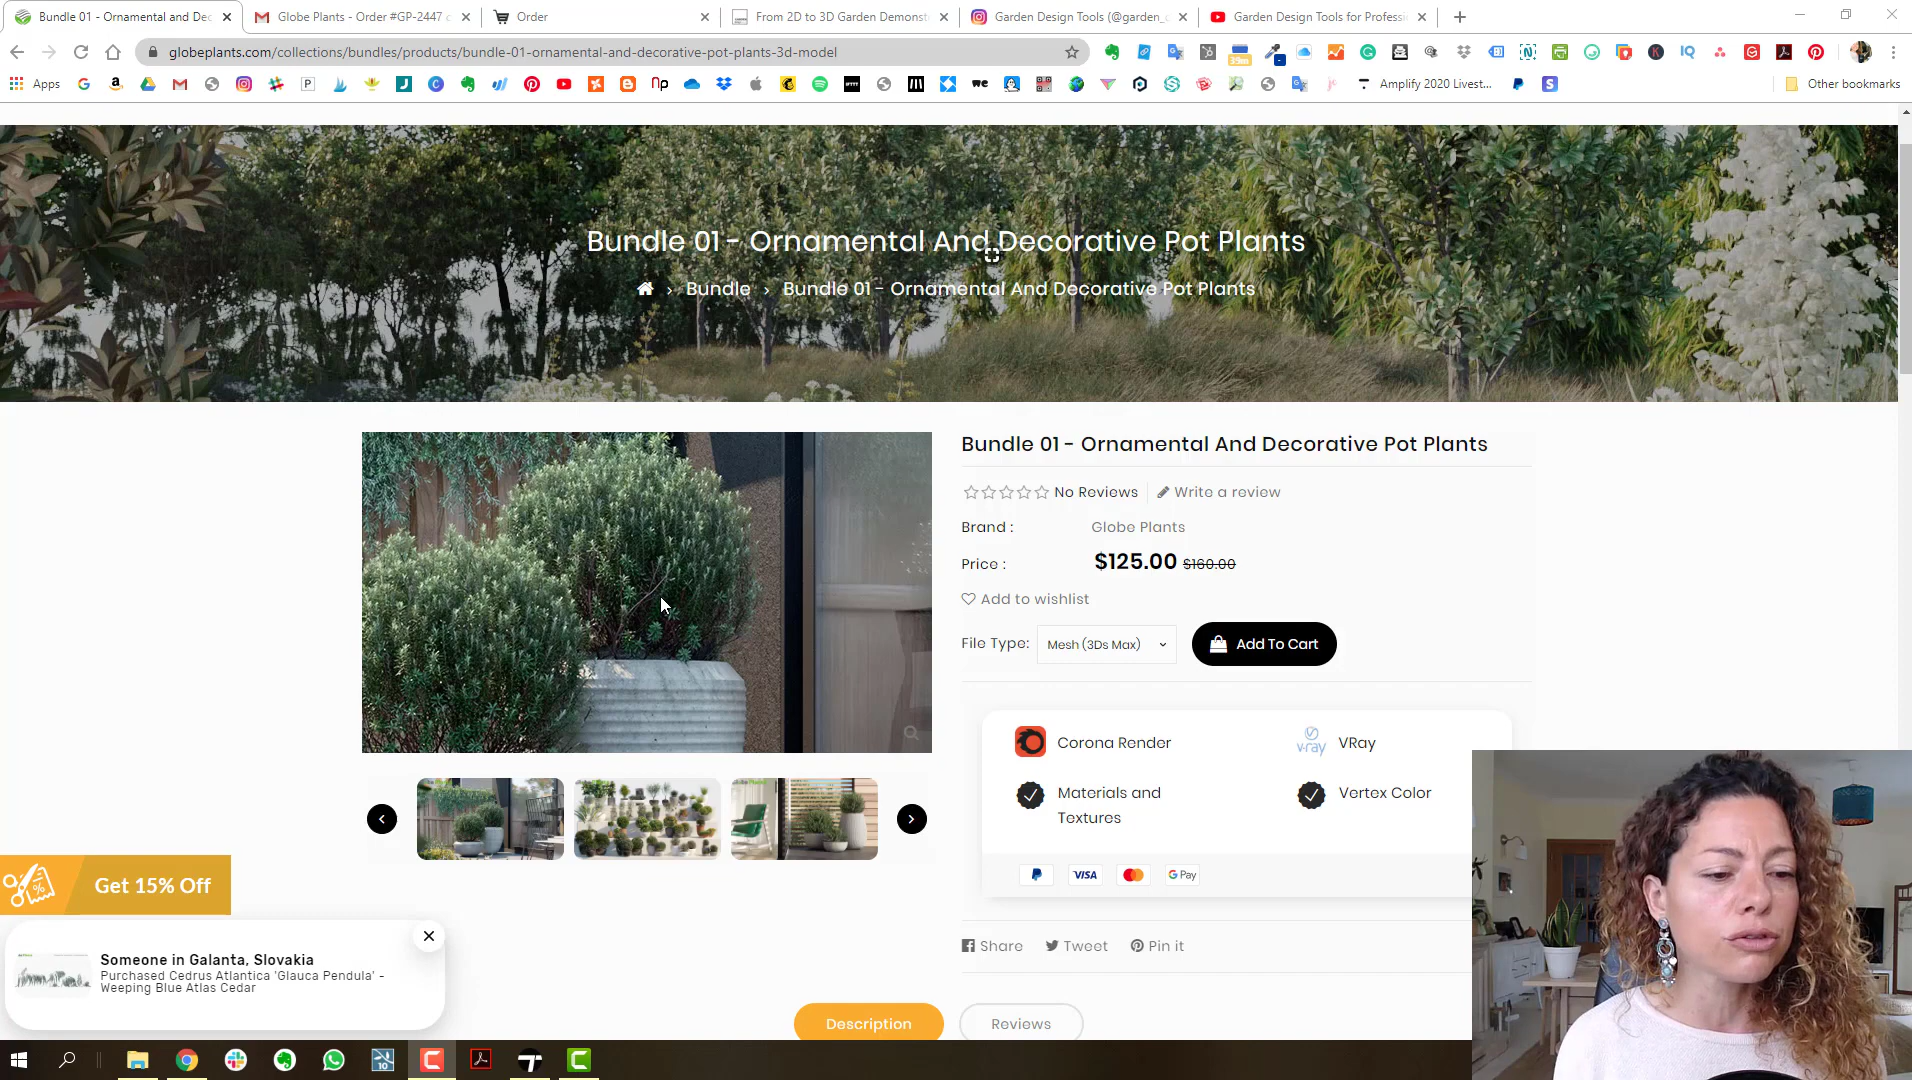 Bundle 01 - Ornamental and Dec
Globe Plants - Order #GP-2447 c
Order
From 2D to 3D Garden Demonst
Garden Design Tools (@garden_c
Garden Design Tools for Professi
globeplants.com/collections/bundles/products/bundle-01-ornamental-and-decorative-pot-plants-3d-model
Apps
Amplify 2020 Livest...
Other bookmarks
Bundle 01 - Ornamental And Decorative Pot Plants
Bundle > Bundle 01 - Ornamental And Decorative Pot Plants
Bundle 01 - Ornamental And Decorative Pot Plants
No Reviews
Write a review
Brand : Globe Plants
Price : $125.00 $160.00
Add to wishlist
File Type: Mesh (3Ds Max)
Add To Cart
Corona Render
v-ray VRay
Materials and
Textures
Vertex Color
VISA
G Pay
Share
Tweet
Pin it
Get 15% Off
Someone in Galanta, Slovakia
Purchased Cedrus Atlantica 'Glauca Pendula' -
Weeping Blue Atlas Cedar
Description
Reviews